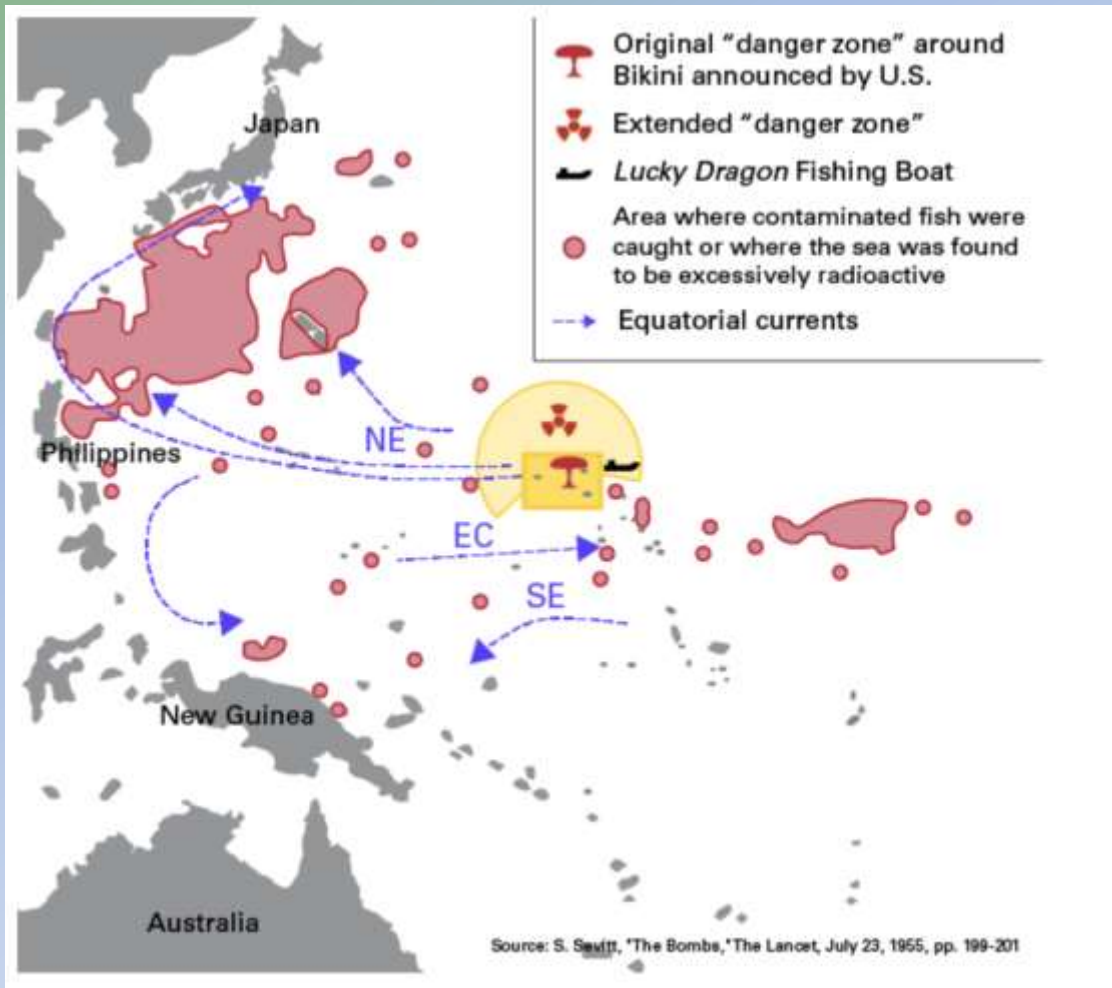 Original “danger zone” around
Bikini announced by U.S.
Extended “danger zone”
Lucky Dragon Fishing Boat
Area where contaminated fish were
caught or where the sea was found
to be excessively radioactive
Equatorial currents
Japan
NE
Philippines
EC
SE
New Guinea
Australia
Source: S. Sevitt, "The Bombs," The Lancet, July 23, 1955, pp. 199-201